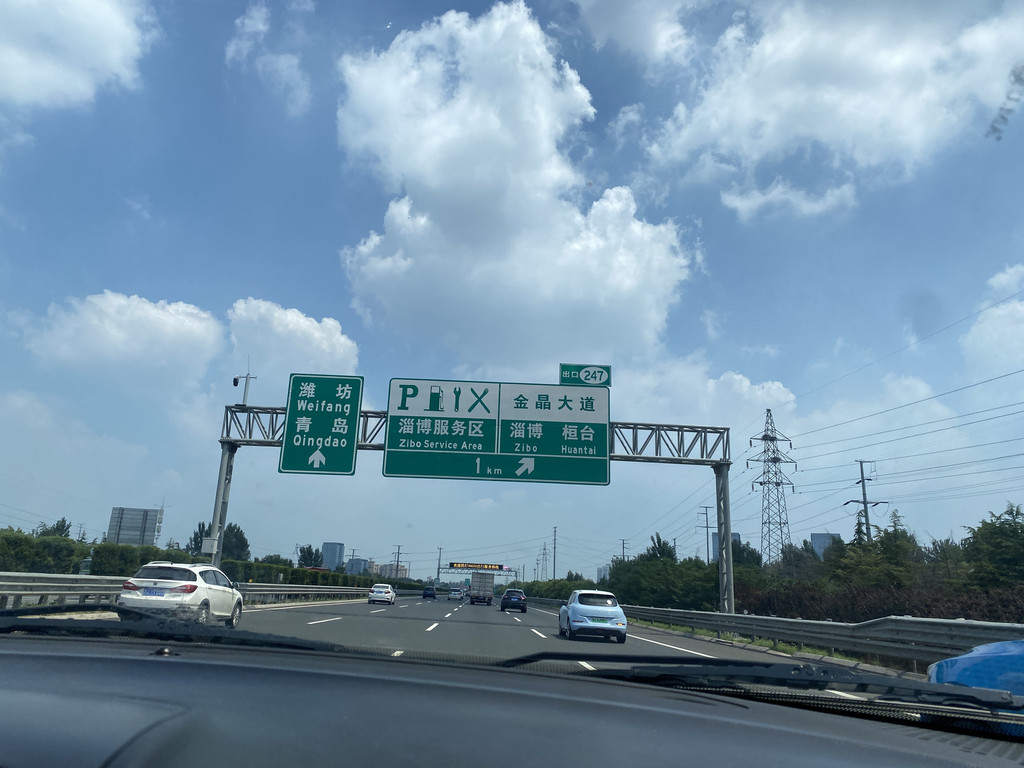 潍 坊
Weifang
青 岛
Qingdao
出口 247
P
淄博服务区
Zibo Service Area
金晶大道
淄博 桓台
Zibo Huantai
1 km